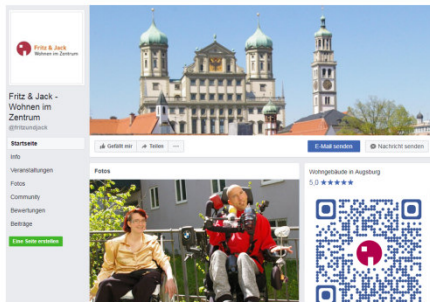 Fritz & Jack
Wohnen im Zentrum
Fritz & Jack -
Wohnen im
Zentrum
@fritzundjack
Startseite
Info
Veranstaltungen
Fotos
Community
Bewertungen
Beiträge
Eine Seite erstellen
Gefällt mir
Teilen
E-Mail senden
Nachricht senden
Fotos
Wohngebäude in Augsburg
5,0